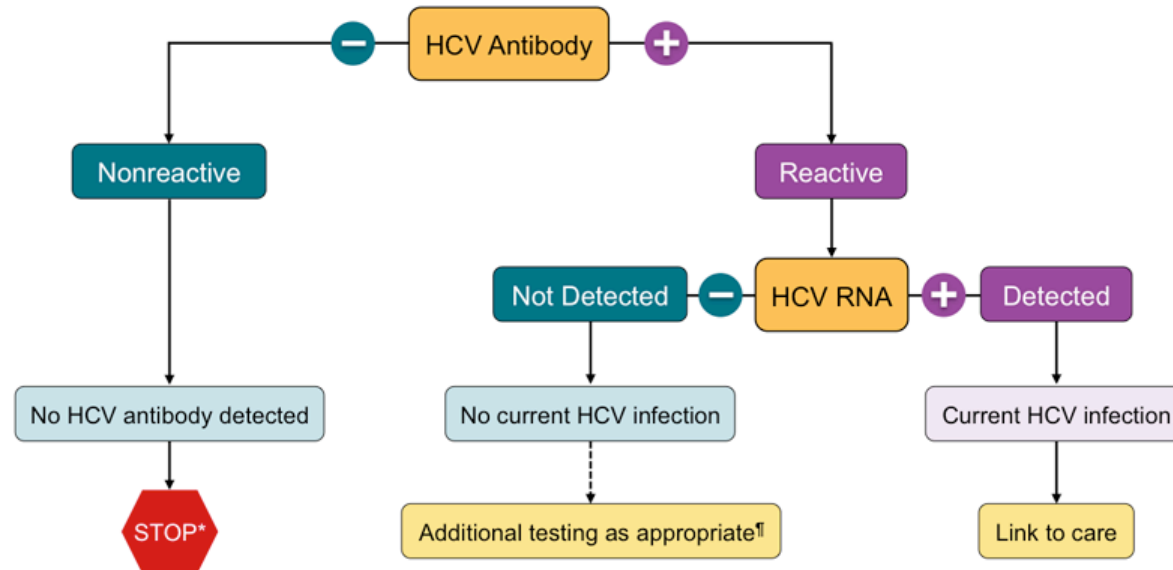 HCV Antibody
Nonreactive
Reactive
Not Detected
HCV RNA
Detected
No HCV antibody detected
No current HCV infection
Current HCV infection
STOP*
Additional testing as appropriate¶
Link to care